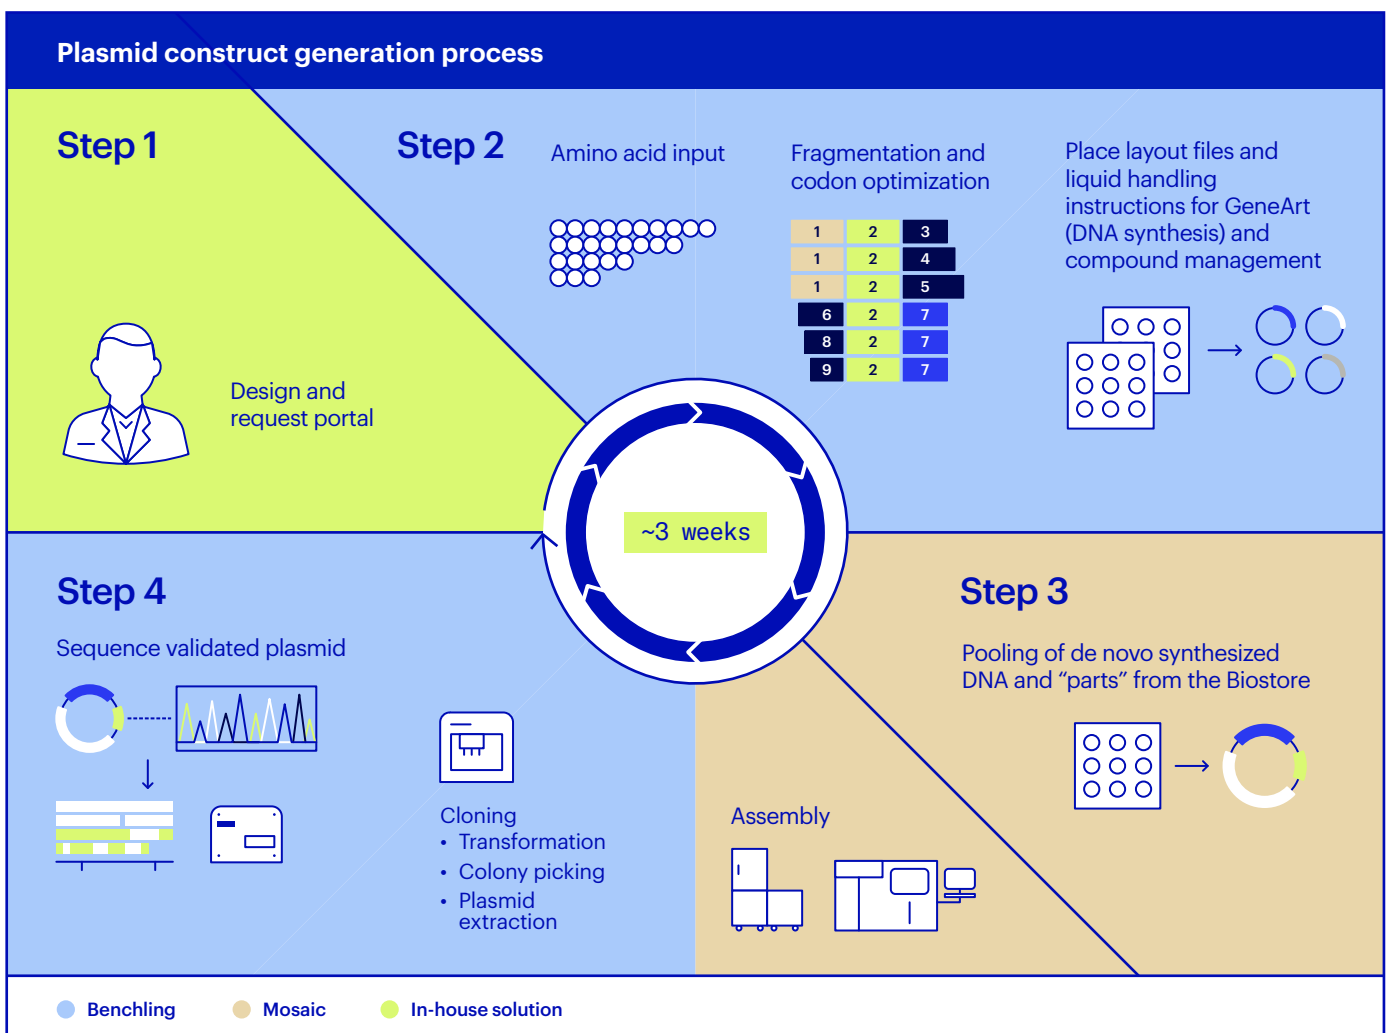 Plasmid construct generation process
Step 1
Design and
request portal
Step 2
Amino acid input
Fragmentation and
codon optimization
1 2 3
1 2 4
1 2 5
6 2 7
8 2 7
9 2 7
Place layout files and
liquid handling
instructions for GeneArt
(DNA synthesis) and
compound management
~3 weeks
Step 3
Pooling of de novo synthesized
DNA and “parts” from the Biostore
Assembly
Step 4
Sequence validated plasmid
Cloning
• Transformation
• Colony picking
• Plasmid
extraction
Benchling
Mosaic
In-house solution